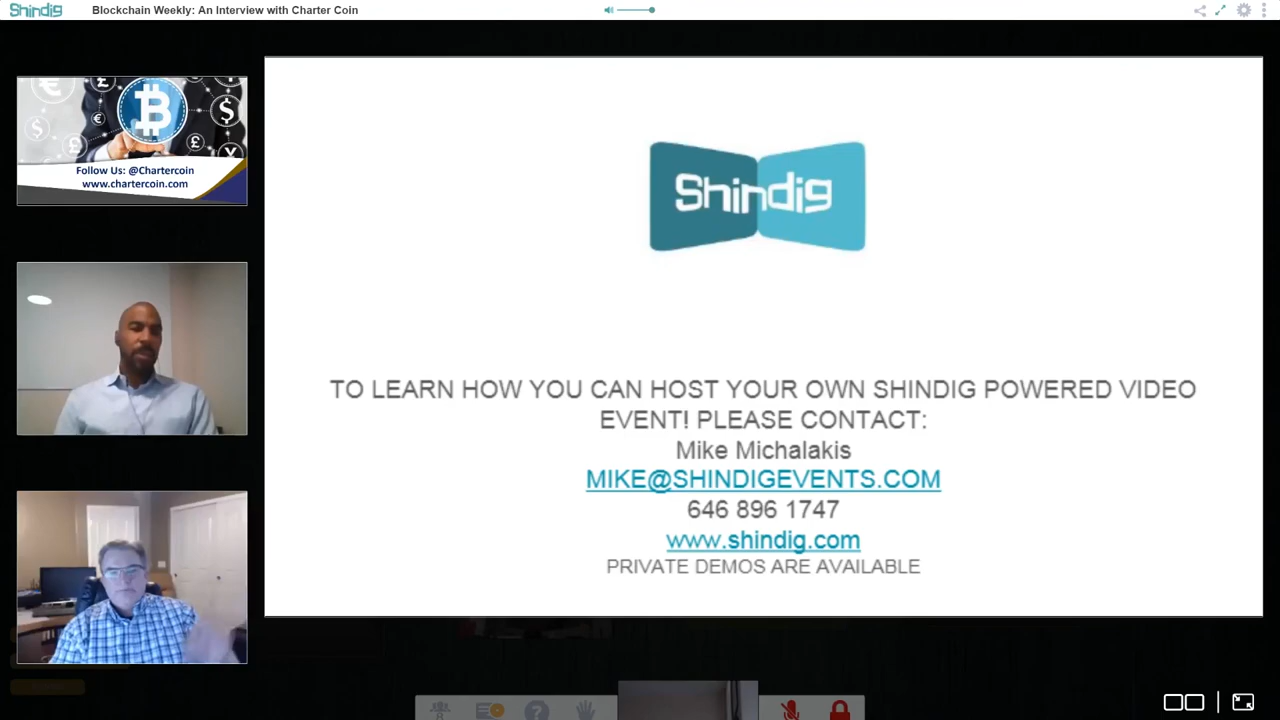 Shindig
Blockchain Weekly: An Interview with Charter Coin
Follow Us: @Chartercoin
www.chartercoin.com
Shindig
TO LEARN HOW YOU CAN HOST YOUR OWN SHINDIG POWERED VIDEO
EVENT! PLEASE CONTACT:
Mike Michalakis
MIKE@SHINDIGEVENTS.COM
646 896 1747
www.shindig.com
PRIVATE DEMOS ARE AVAILABLE